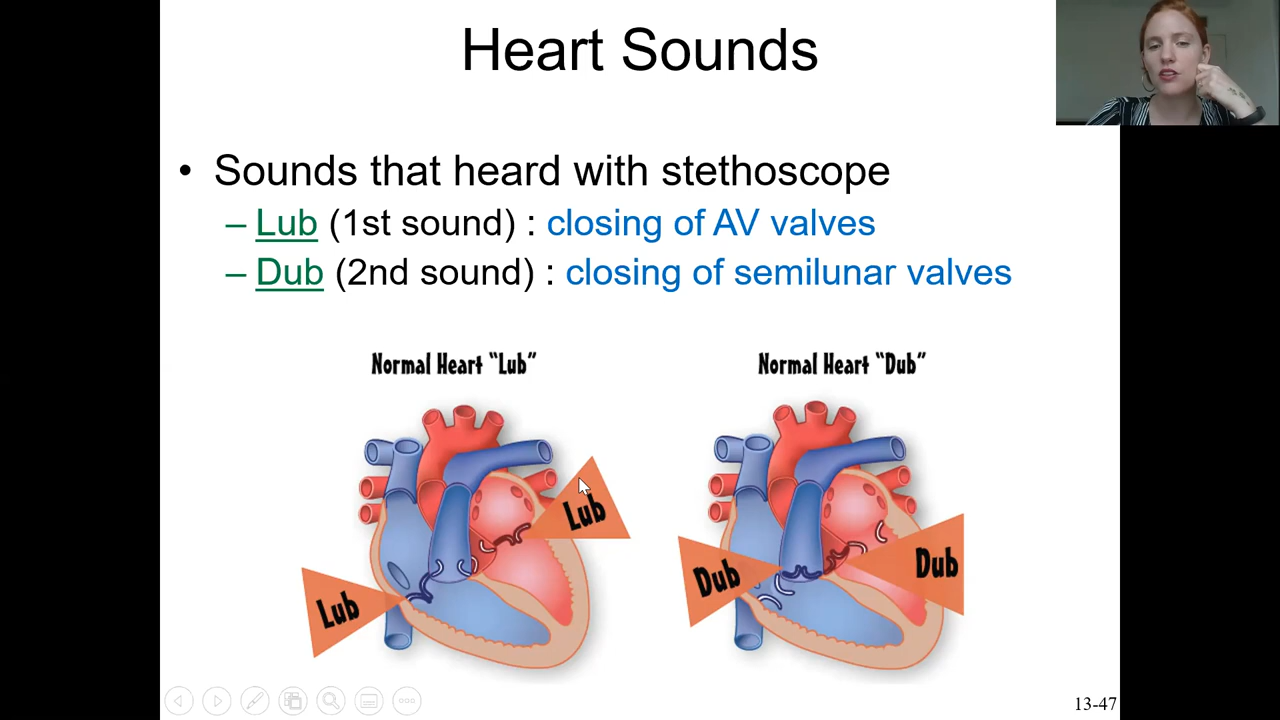 Heart Sounds
• Sounds that heard with stethoscope
– Lub (1st sound) : closing of AV valves
– Dub (2nd sound) : closing of semilunar valves
Normal Heart “Lub”
Normal Heart “Dub”
Lub
Lub
Dub
Dub
13-47